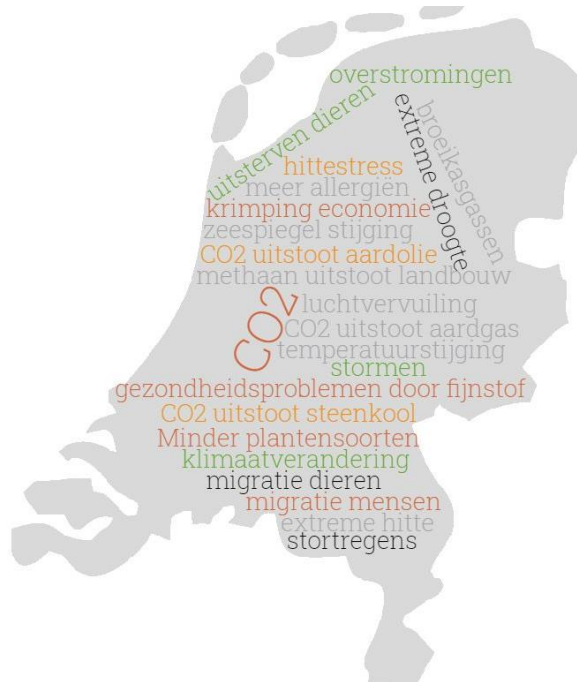 overstromingen
uitsterven dieren
extreme droogte
broeikasgassen
hittestress
meer allergiën
krimping economie
zeespiegel stijging
CO2 uitstoot aardolie
methaan uitstoot landbouw
CO2
luchtvervuiling
CO2 uitstoot aardgas
temperatuurstijging
stormen
gezondheidsproblemen door fijnstof
CO2 uitstoot steenkool
Minder plantensoorten
klimaatverandering
migratie dieren
migratie mensen
extreme hitte
stortregens